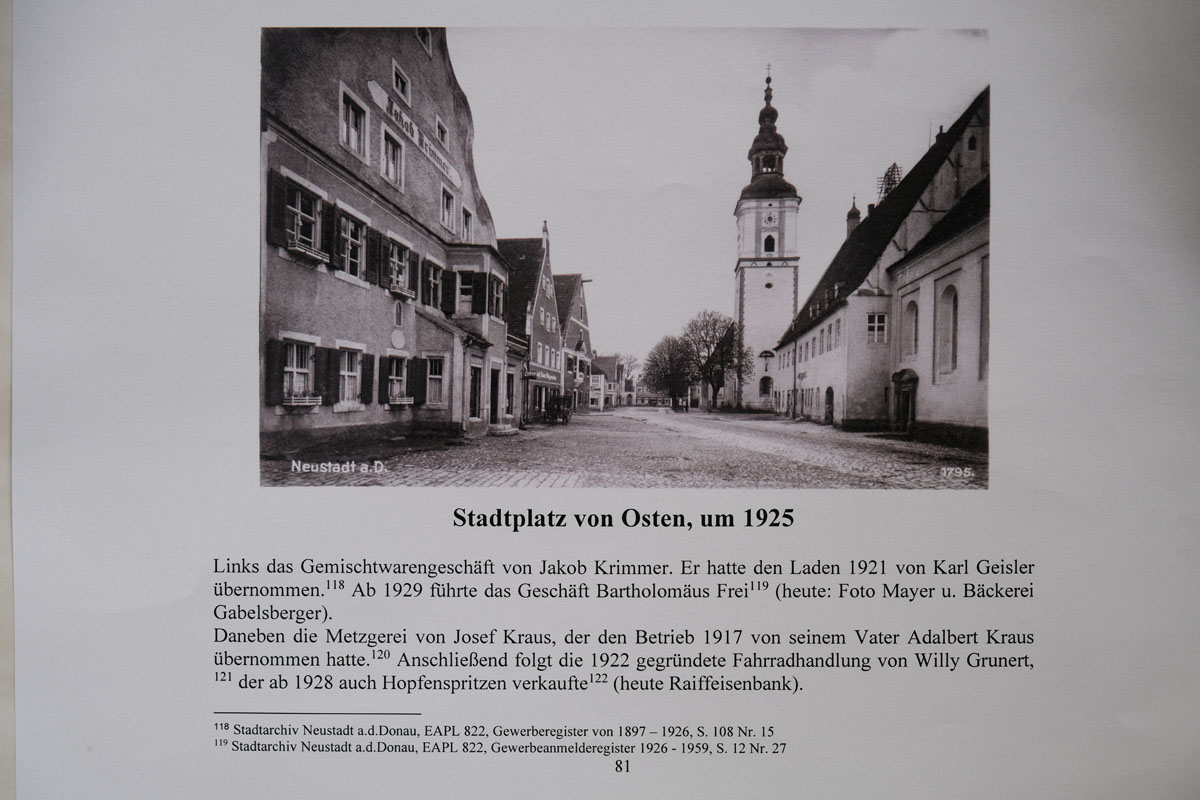 Jakob Krimmer
Neustadt a.D.
1795.
Stadtplatz von Osten, um 1925
Links das Gemischtwarengeschäft von Jakob Krimmer. Er hatte den Laden 1921 von Karl Geisler
übernommen.118 Ab 1929 führte das Geschäft Bartholomäus Frei119 (heute: Foto Mayer u. Bäckerei
Gabelsberger).
Daneben die Metzgerei von Josef Kraus, der den Betrieb 1917 von seinem Vater Adalbert Kraus
übernommen hatte.120 Anschließend folgt die 1922 gegründete Fahrradhandlung von Willy Grunert,
121 der ab 1928 auch Hopfenspritzen verkaufte122 (heute Raiffeisenbank).
118 Stadtarchiv Neustadt a.d.Donau, EAPL 822, Gewerberegister von 1897 – 1926, S. 108 Nr. 15
119 Stadtarchiv Neustadt a.d.Donau, EAPL 822, Gewerbeanmelderegister 1926 - 1959, S. 12 Nr. 27
81